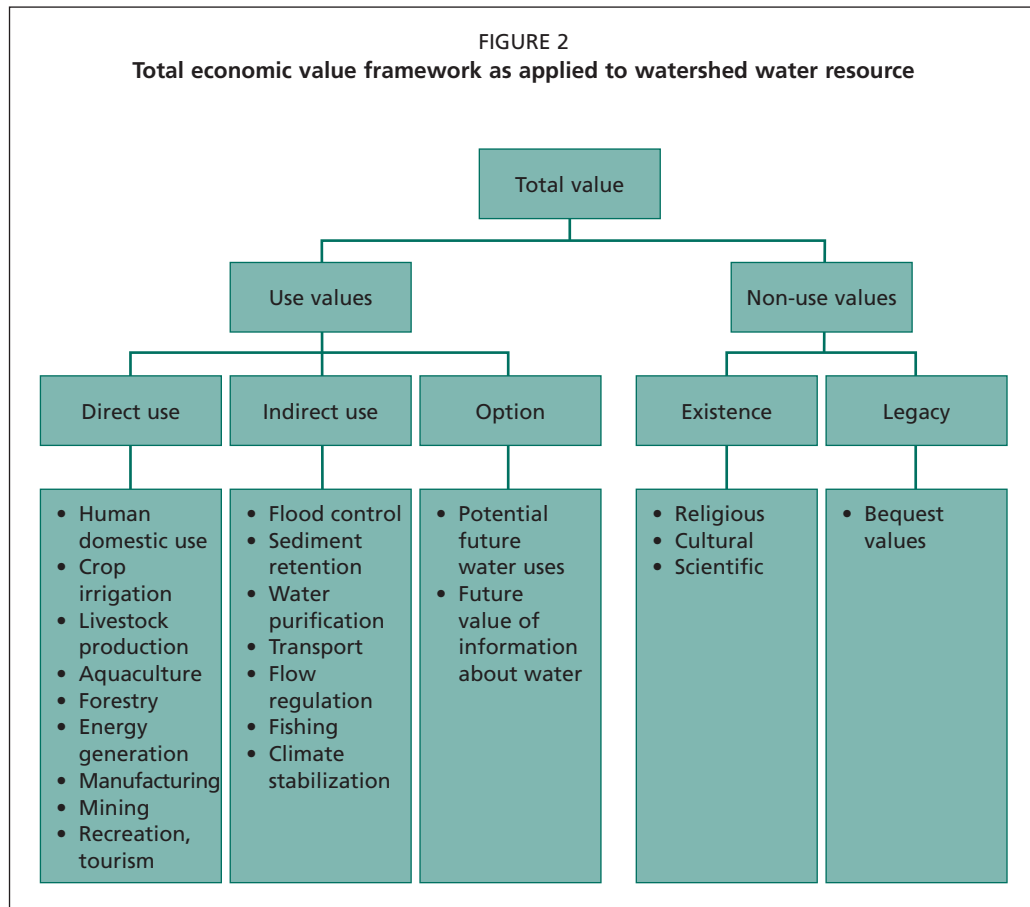 FIGURE 2
Total economic value framework as applied to watershed water resource
Total value
Use values
Non-use values
Direct use
Indirect use
Option
Existence
Legacy
• Human
domestic use
• Crop
irrigation
• Livestock
production
• Aquaculture
• Forestry
• Energy
generation
• Manufacturing
• Mining
• Recreation,
tourism
• Flood control
• Sediment
retention
• Water
purification
• Transport
• Flow
regulation
• Fishing
• Climate
stabilization
• Potential
future
water uses
• Future
value of
information
about water
• Religious
• Cultural
• Scientific
• Bequest
values